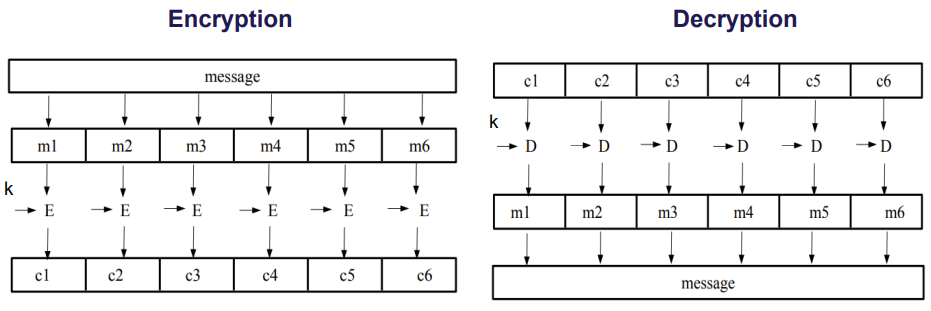 Encryption
message
m1 m2 m3 m4 m5 m6
k
E E E E E E
c1 c2 c3 c4 c5 c6
Decryption
c1 c2 c3 c4 c5 c6
k
D D D D D D
m1 m2 m3 m4 m5 m6
message